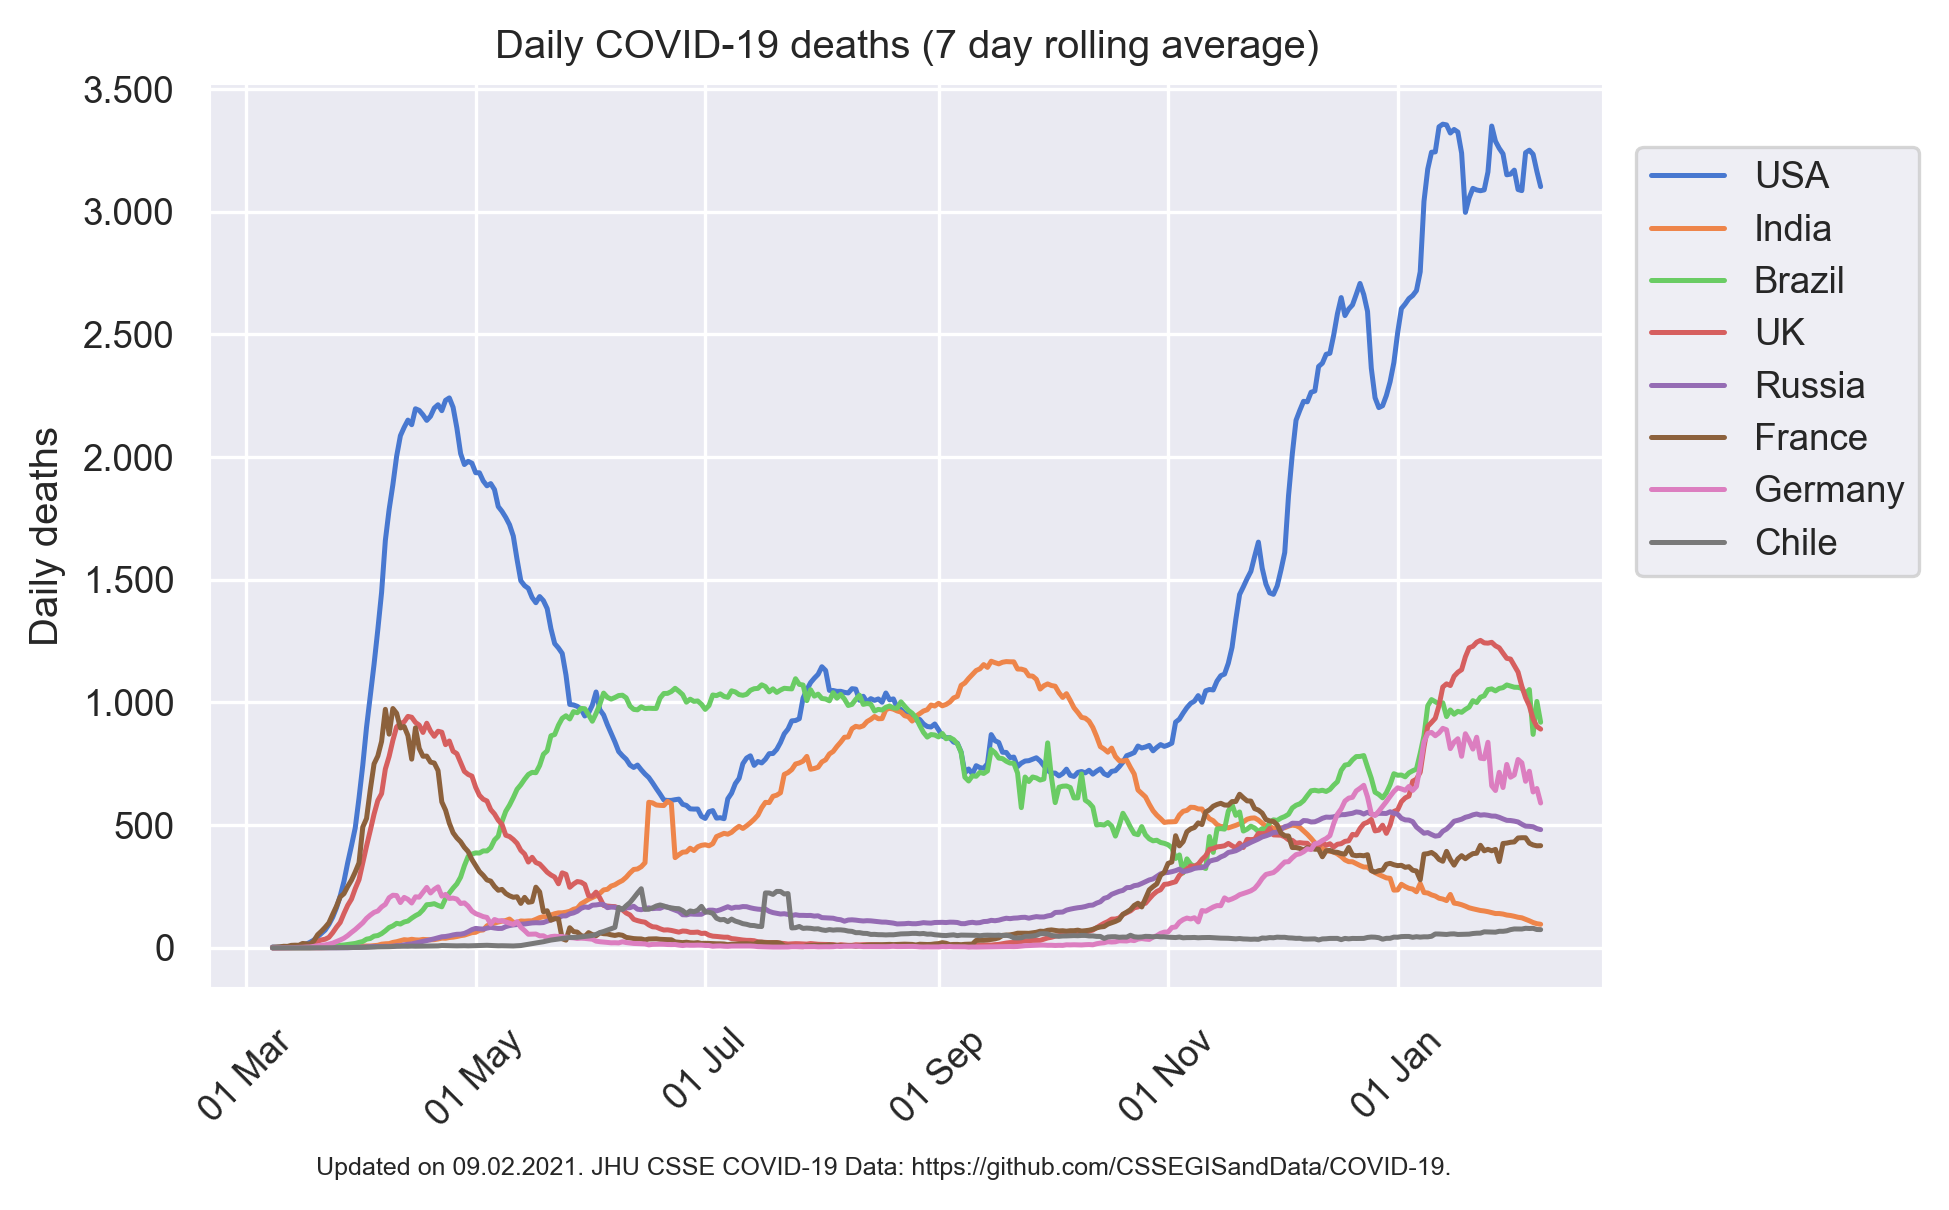 Daily COVID-19 deaths (7 day rolling average)
3.500
3.000
2.500
2.000
1.500
1.000
500
0
Daily deaths
01 Mar
01 May
01 Jul
01 Sep
01 Nov
01 Jan
USA
India
Brazil
UK
Russia
France
Germany
Chile
Updated on 09.02.2021. JHU CSSE COVID-19 Data: https://github.com/CSSEGISandData/COVID-19.